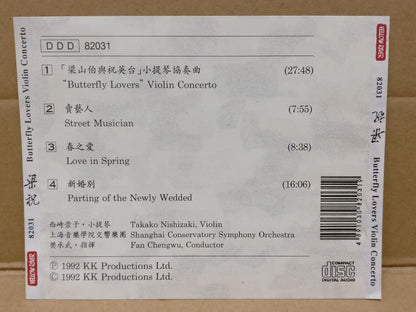 DDD 82031
1 「梁山伯與祝英台」小提琴協奏曲 (27:48)
"Butterfly Lovers" Violin Concerto
2 賣藝人 (7:55)
Street Musician
3 春之愛 (8:38)
Love in Spring
4 新婚別 (16:06)
Parting of the Newly Wedded
西崎崇子·小提琴 Takako Nishizaki, Violin
上海音樂學院交響樂團 Shanghai Conservatory Symphony Orchestra
樊承武·指揮 Fan Chengwu, Conductor
Ⓟ 1992 KK Productions Ltd.
© 1992 KK Productions Ltd.
COMPACT
disc
DIGITAL AUDIO
YELLOW RIVER
82031 梁祝 Butterfly Lovers Violin Concerto
YELLOW RIVER
82031
Butterfly Lovers Violin Concerto
梁祝